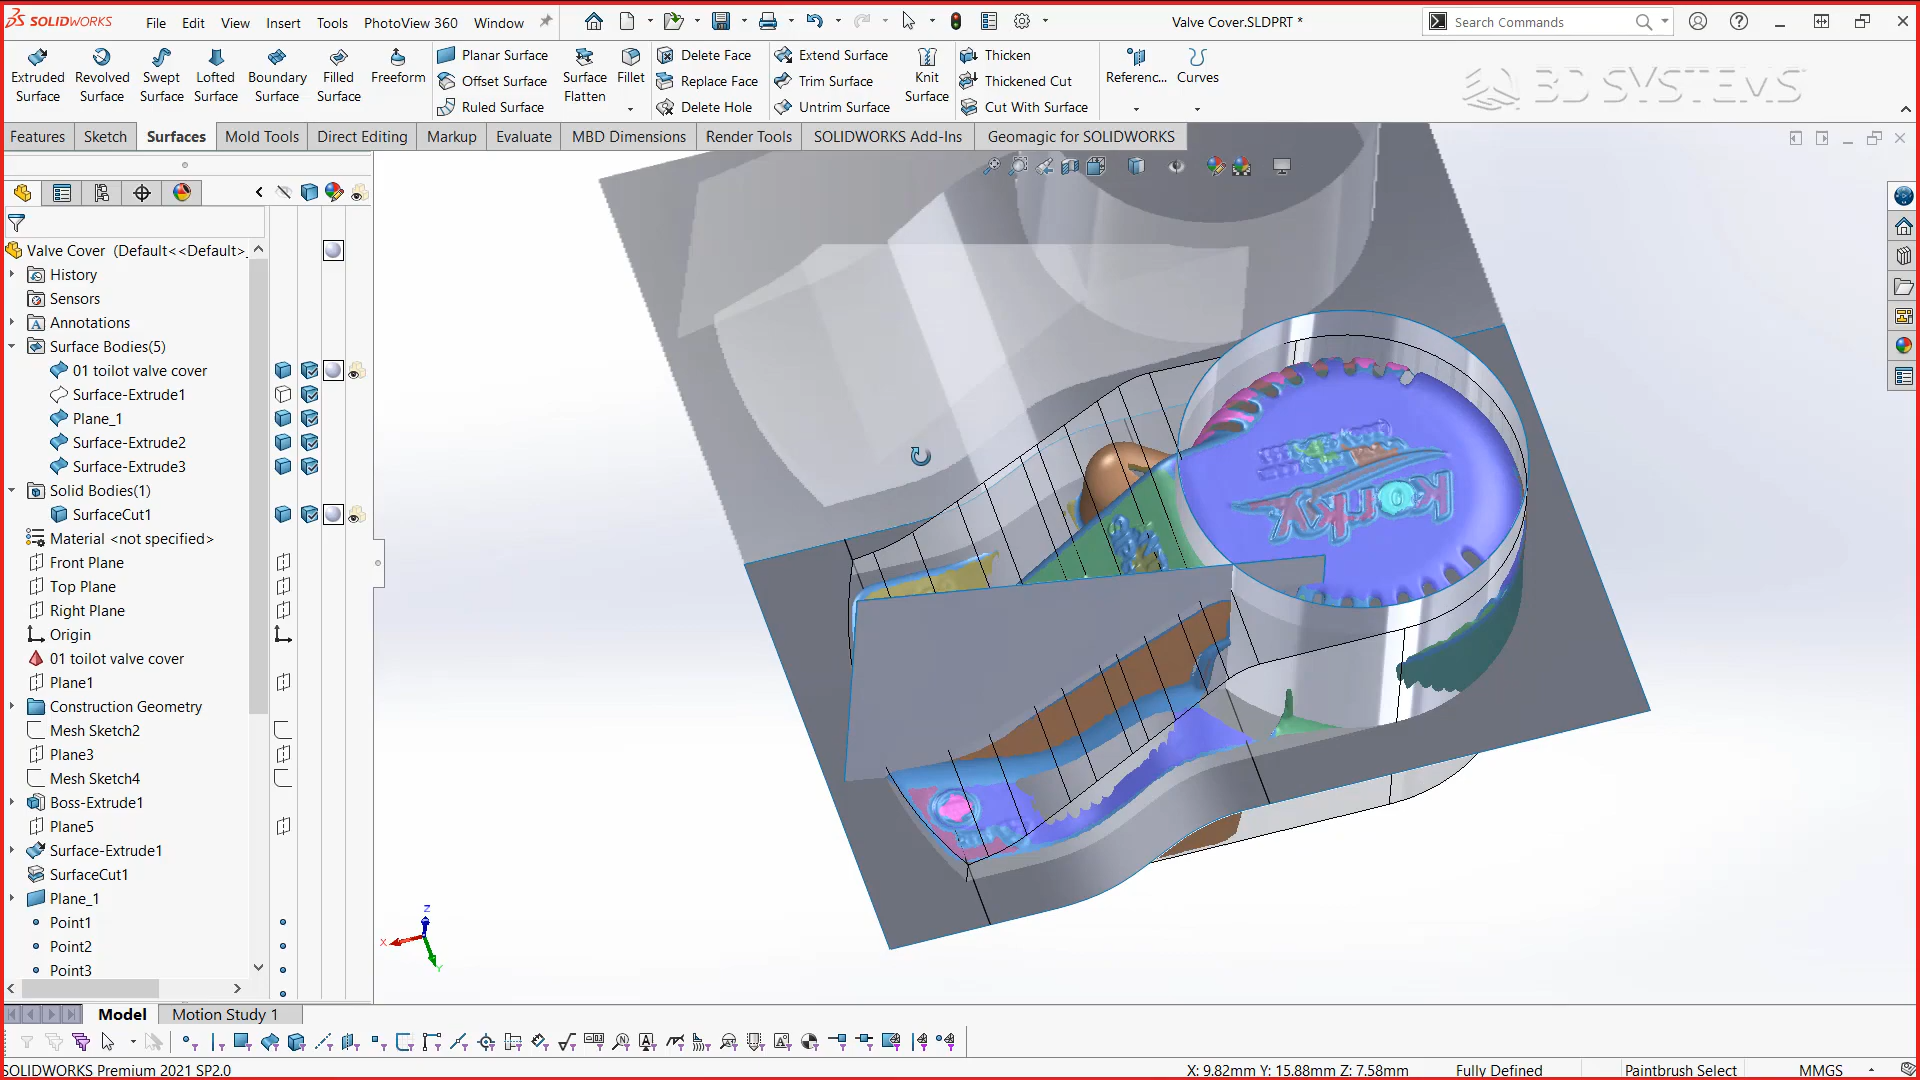 SOLIDWORKS File Edit View Insert Tools PhotoView 360 Window Valve Cover.SLDPRT * Search Commands
Extruded Surface Revolved Surface Swept Surface Lofted Surface Boundary Surface Filled Surface Freeform Planar Surface Offset Surface Ruled Surface Surface Flatten Fillet Delete Face Replace Face Delete Hole Extend Surface Trim Surface Untrim Surface Knit Surface Thicken Thickened Cut Cut With Surface Referenc... Curves
3D SYSTEMS
Features Sketch Surfaces Mold Tools Direct Editing Markup Evaluate MBD Dimensions Render Tools SOLIDWORKS Add-Ins Geomagic for SOLIDWORKS
Valve Cover (Default<<Default>.
History
Sensors
Annotations
Surface Bodies(5)
01 toilot valve cover
Surface-Extrude1
Plane_1
Surface-Extrude2
Surface-Extrude3
Solid Bodies(1)
SurfaceCut1
Material <not specified>
Front Plane
Top Plane
Right Plane
Origin
01 toilot valve cover
Plane1
Construction Geometry
Mesh Sketch2
Plane3
Mesh Sketch4
Boss-Extrude1
Plane5
Surface-Extrude1
SurfaceCut1
Plane_1
Point1
Point2
Point3
Korky
Z
X
Y
Model Motion Study 1
SOLIDWORKS Premium 2021 SP2.0 X: 9.82mm Y: 15.88mm Z: 7.58mm Fully Defined Paintbrush Select MMGS